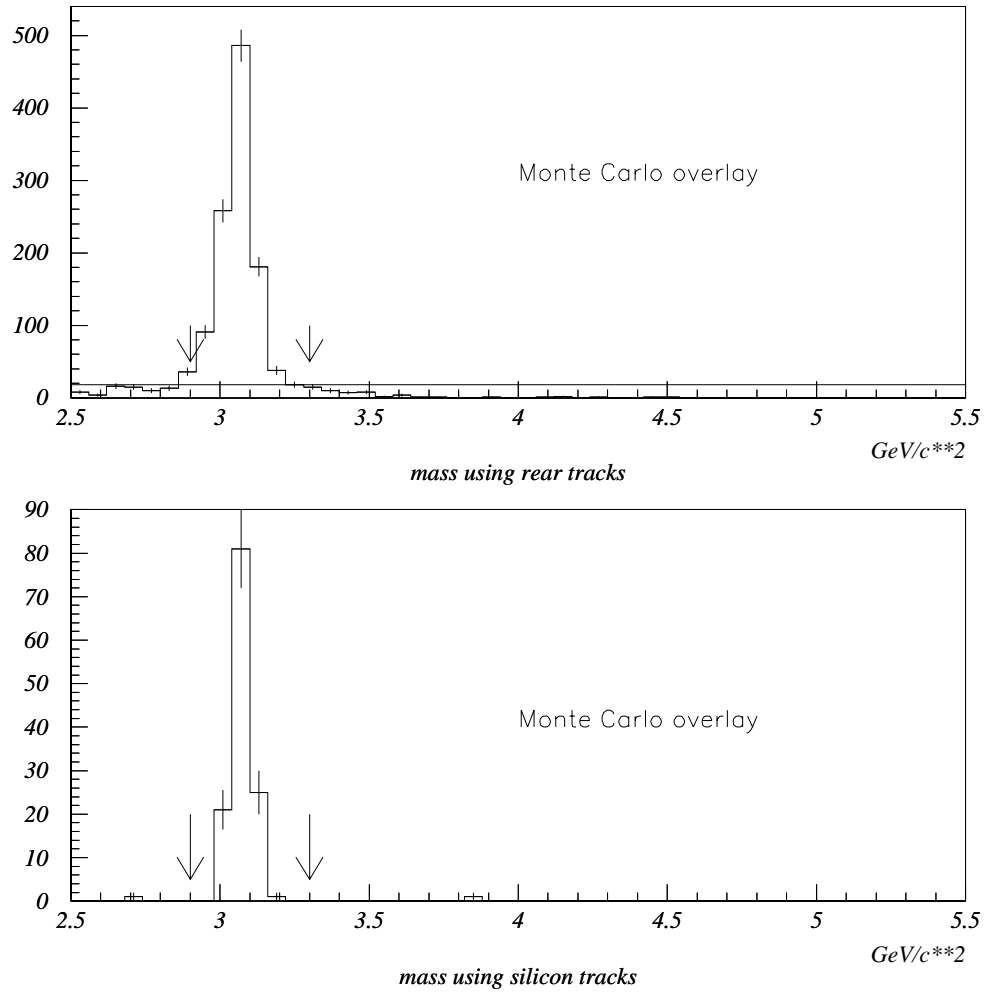 500
400
300
200
100
0
Monte Carlo overlay
2.5 3 3.5 4 4.5 5 5.5
GeV/c**2
mass using rear tracks
90
80
70
60
50
40
30
20
10
0
Monte Carlo overlay
2.5 3 3.5 4 4.5 5 5.5
GeV/c**2
mass using silicon tracks